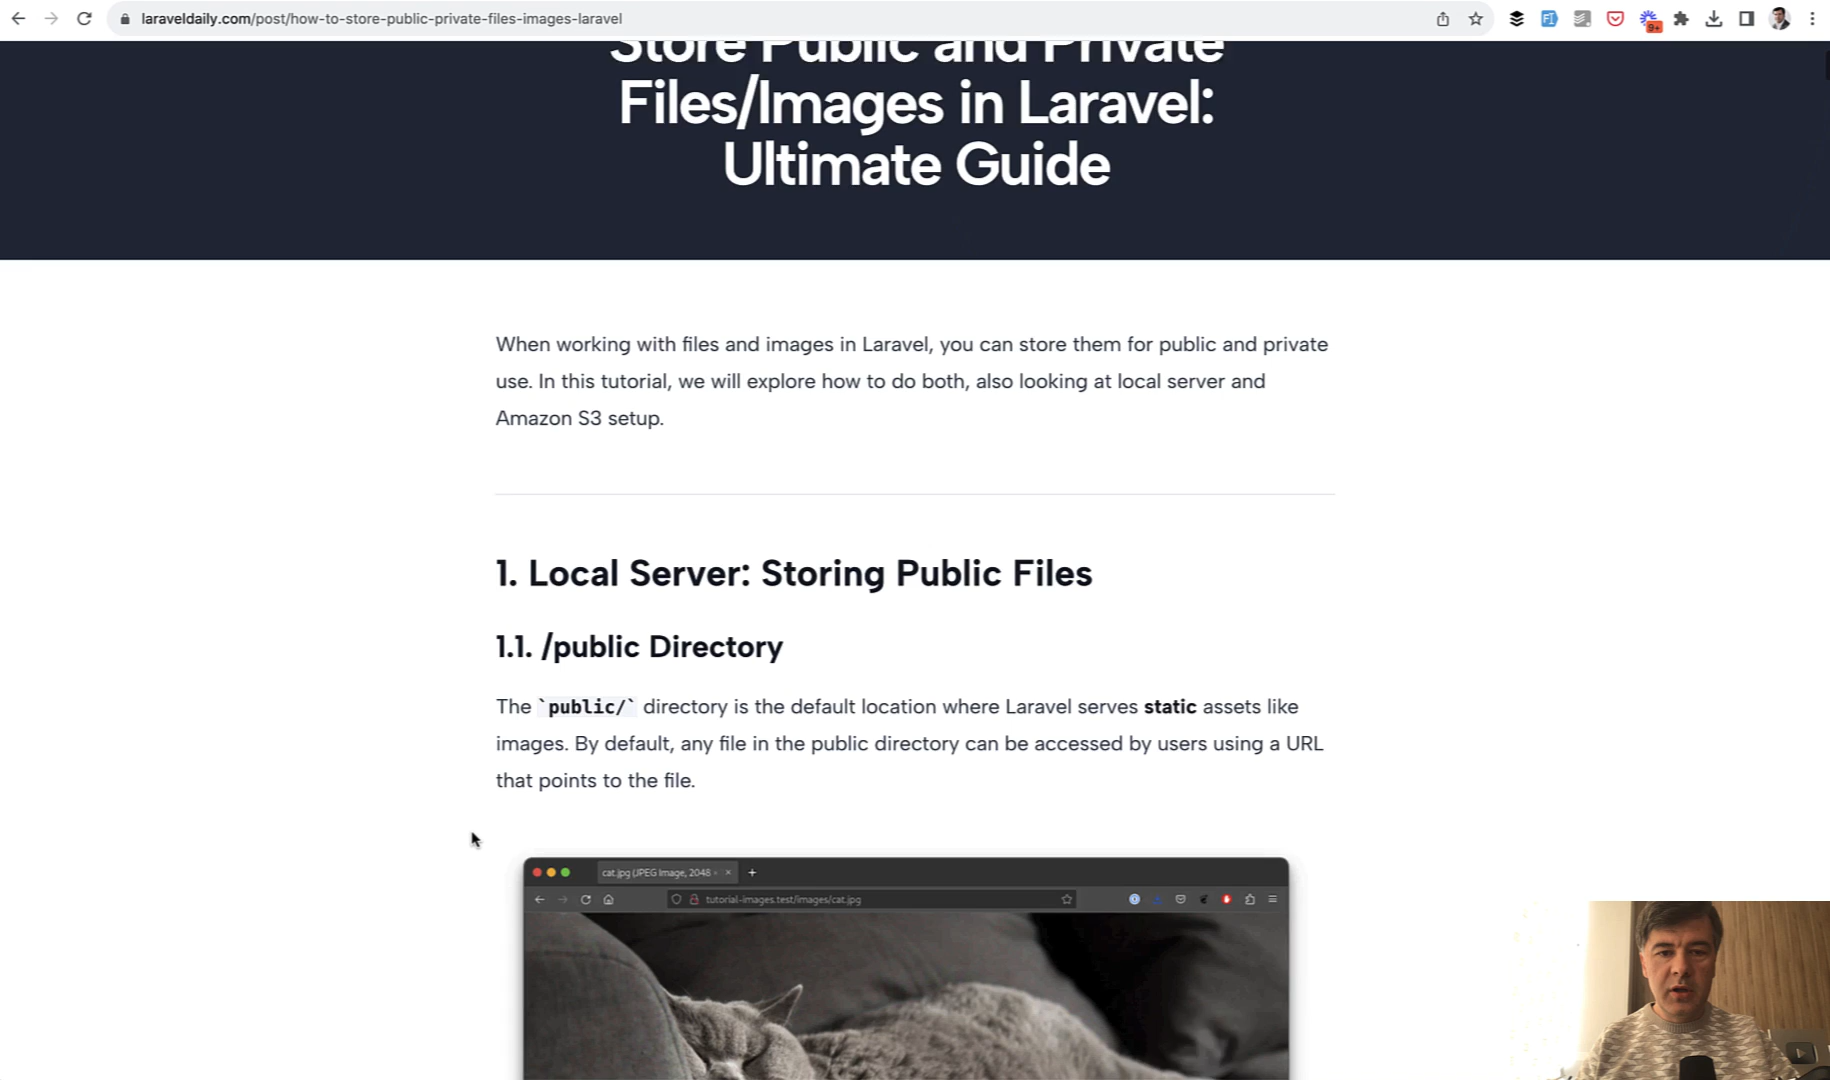 laraveldaily.com/post/how-to-store-public-private-files-images-laravel
9+
Store Public and Private
Files/Images in Laravel:
Ultimate Guide
When working with files and images in Laravel, you can store them for public and private
use. In this tutorial, we will explore how to do both, also looking at local server and
Amazon S3 setup.
1. Local Server: Storing Public Files
1.1. /public Directory
The `public/` directory is the default location where Laravel serves static assets like
images. By default, any file in the public directory can be accessed by users using a URL
that points to the file.
cat.jpg (JPEG Image, 2048
tutorial-images.test/images/cat.jpg